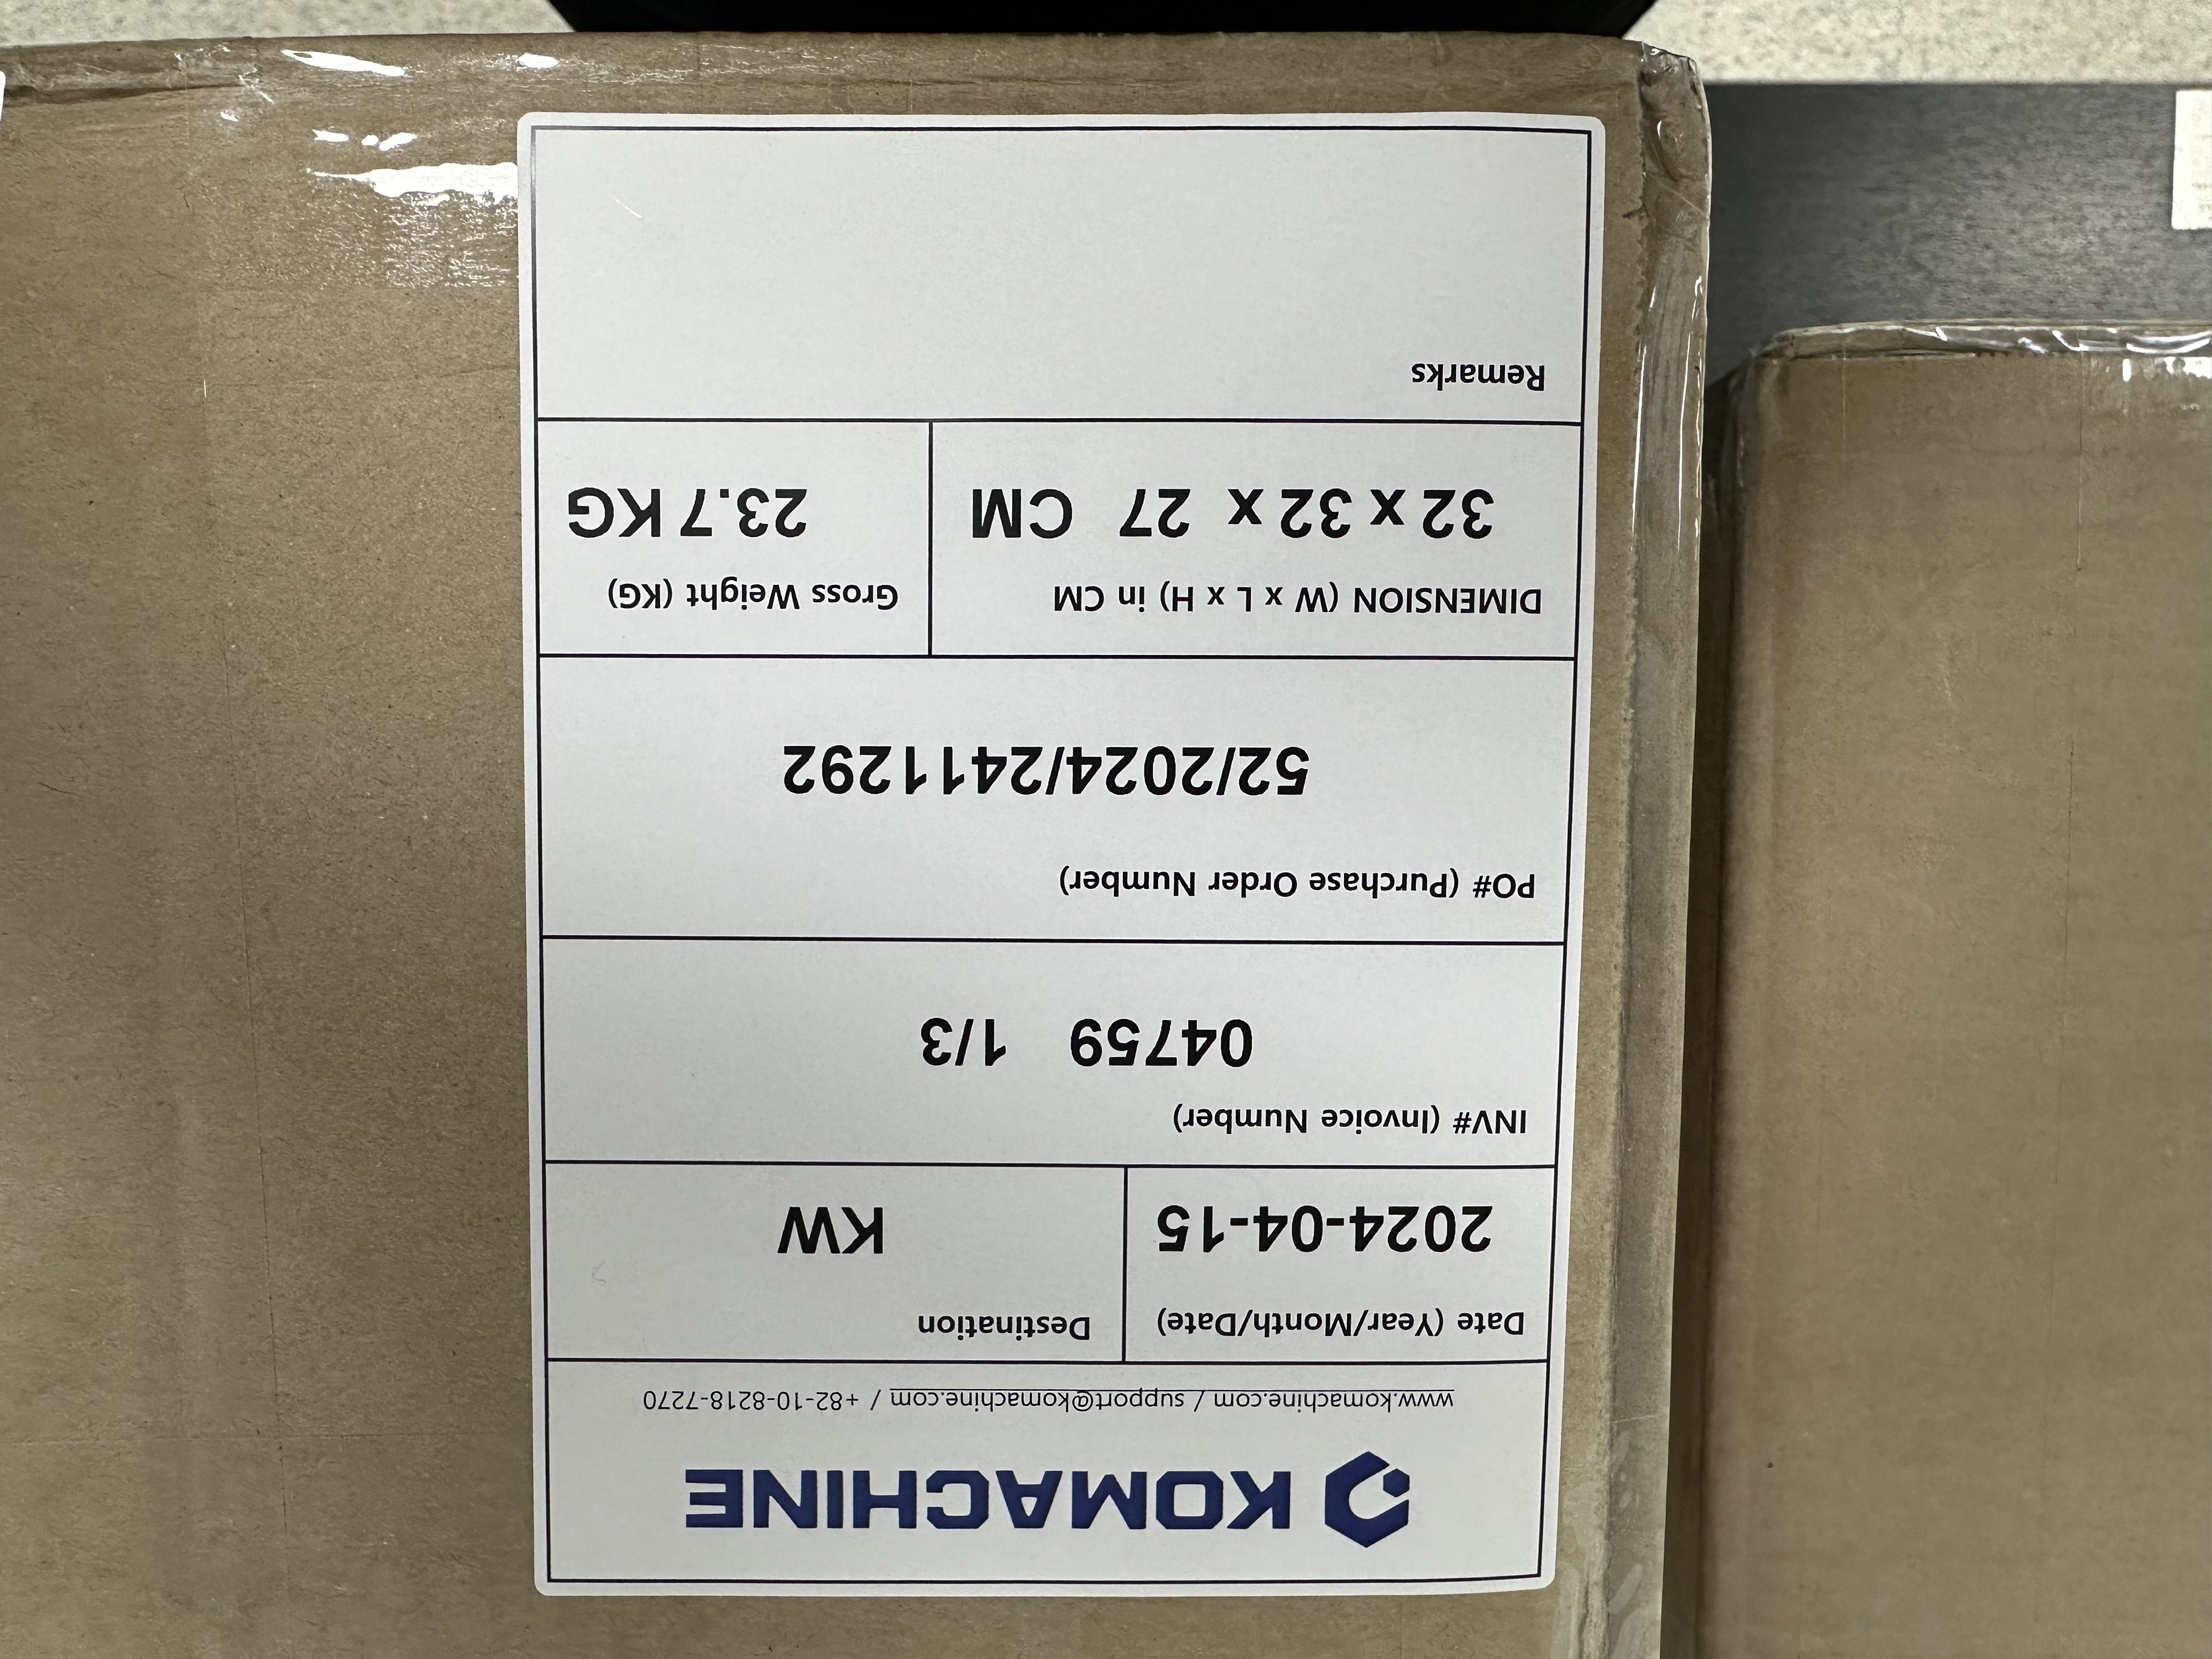 KOMACHINE
www.komachine.com / support@komachine.com / +82-10-8218-7270
Date (Year/Month/Date)
2024-04-15
Destination
KW
INV# (Invoice Number)
04759 1/3
PO# (Purchase Order Number)
52/2024/2411292
DIMENSION (W x L x H) in CM
32 x 32 x 27 CM
Gross Weight (KG)
23.7 KG
Remarks